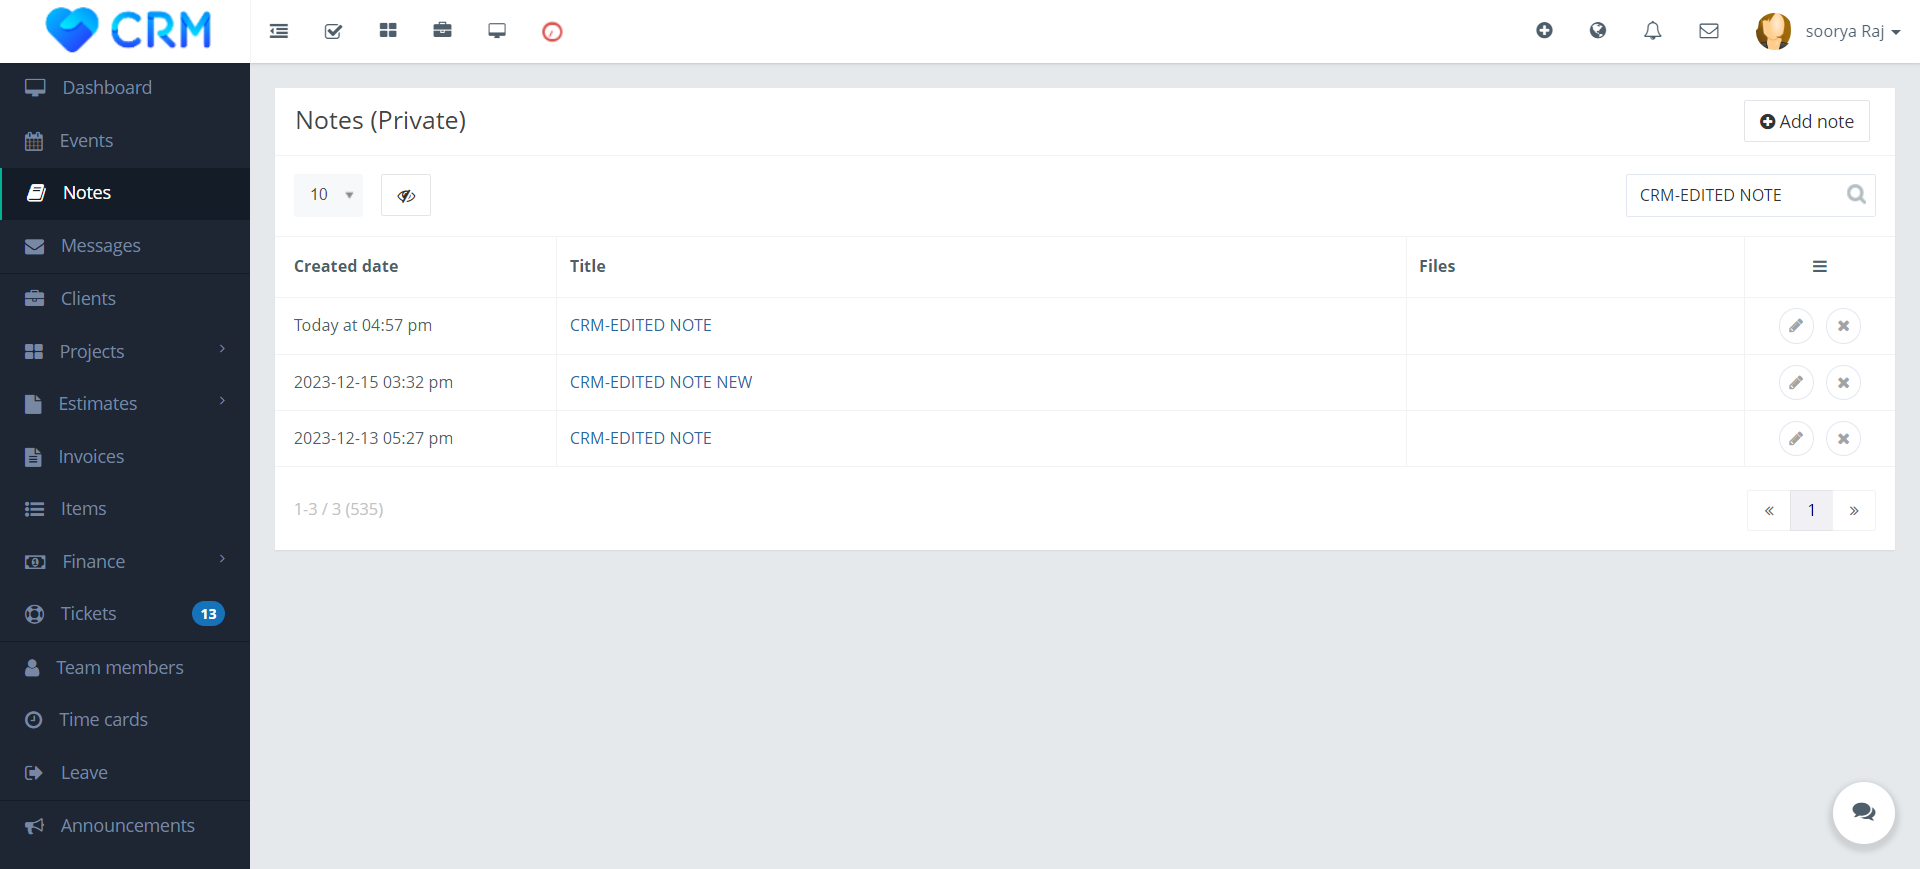 CRM
soorya Raj
Dashboard
Events
Notes
Messages
Clients
Projects
Estimates
Invoices
Items
Finance
Tickets
13
Team members
Time cards
Leave
Announcements
Notes (Private)
Add note
10
CRM-EDITED NOTE
Created date Title Files
Today at 04:57 pm CRM-EDITED NOTE
2023-12-15 03:32 pm CRM-EDITED NOTE NEW
2023-12-13 05:27 pm CRM-EDITED NOTE
1-3 / 3 (535)
« 1 »